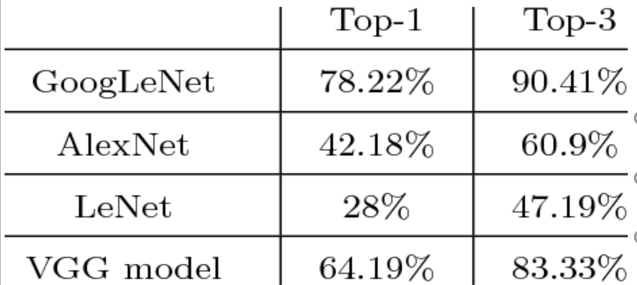 Top-1 Top-3
GoogLeNet 78.22% 90.41%
AlexNet 42.18% 60.9%
LeNet 28% 47.19%
VGG model 64.19% 83.33%